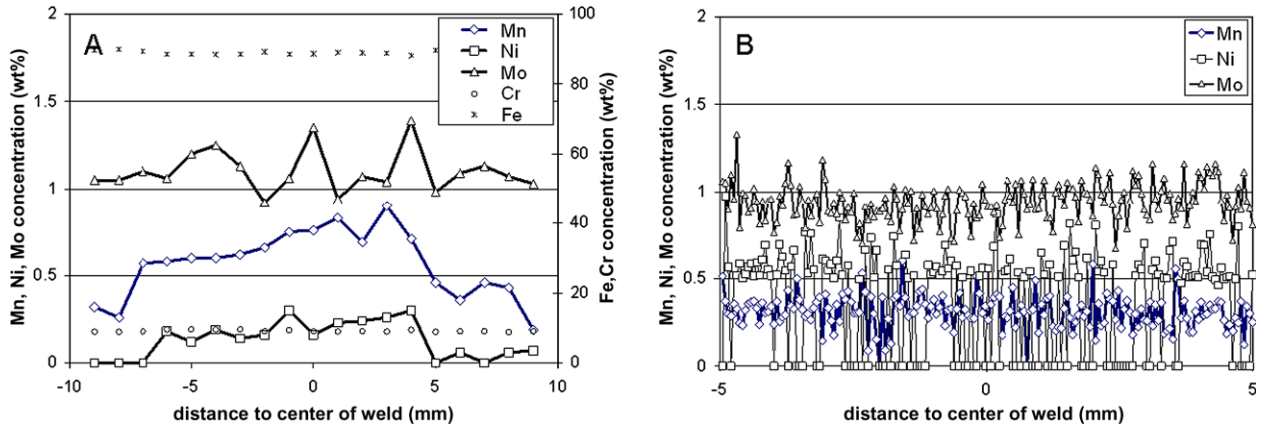 A
Mn, Ni, Mo concentration (wt%)
2
1.5
1
0.5
0
100
80
60
40
20
0
Fe,Cr concentration (wt%)
-10
-5
0
5
10
distance to center of weld (mm)
Mn
Ni
Mo
Cr
Fe
B
Mn, Ni, Mo concentration (wt%)
2
1.5
1
0.5
0
-5
0
5
distance to center of weld (mm)
Mn
Ni
Mo